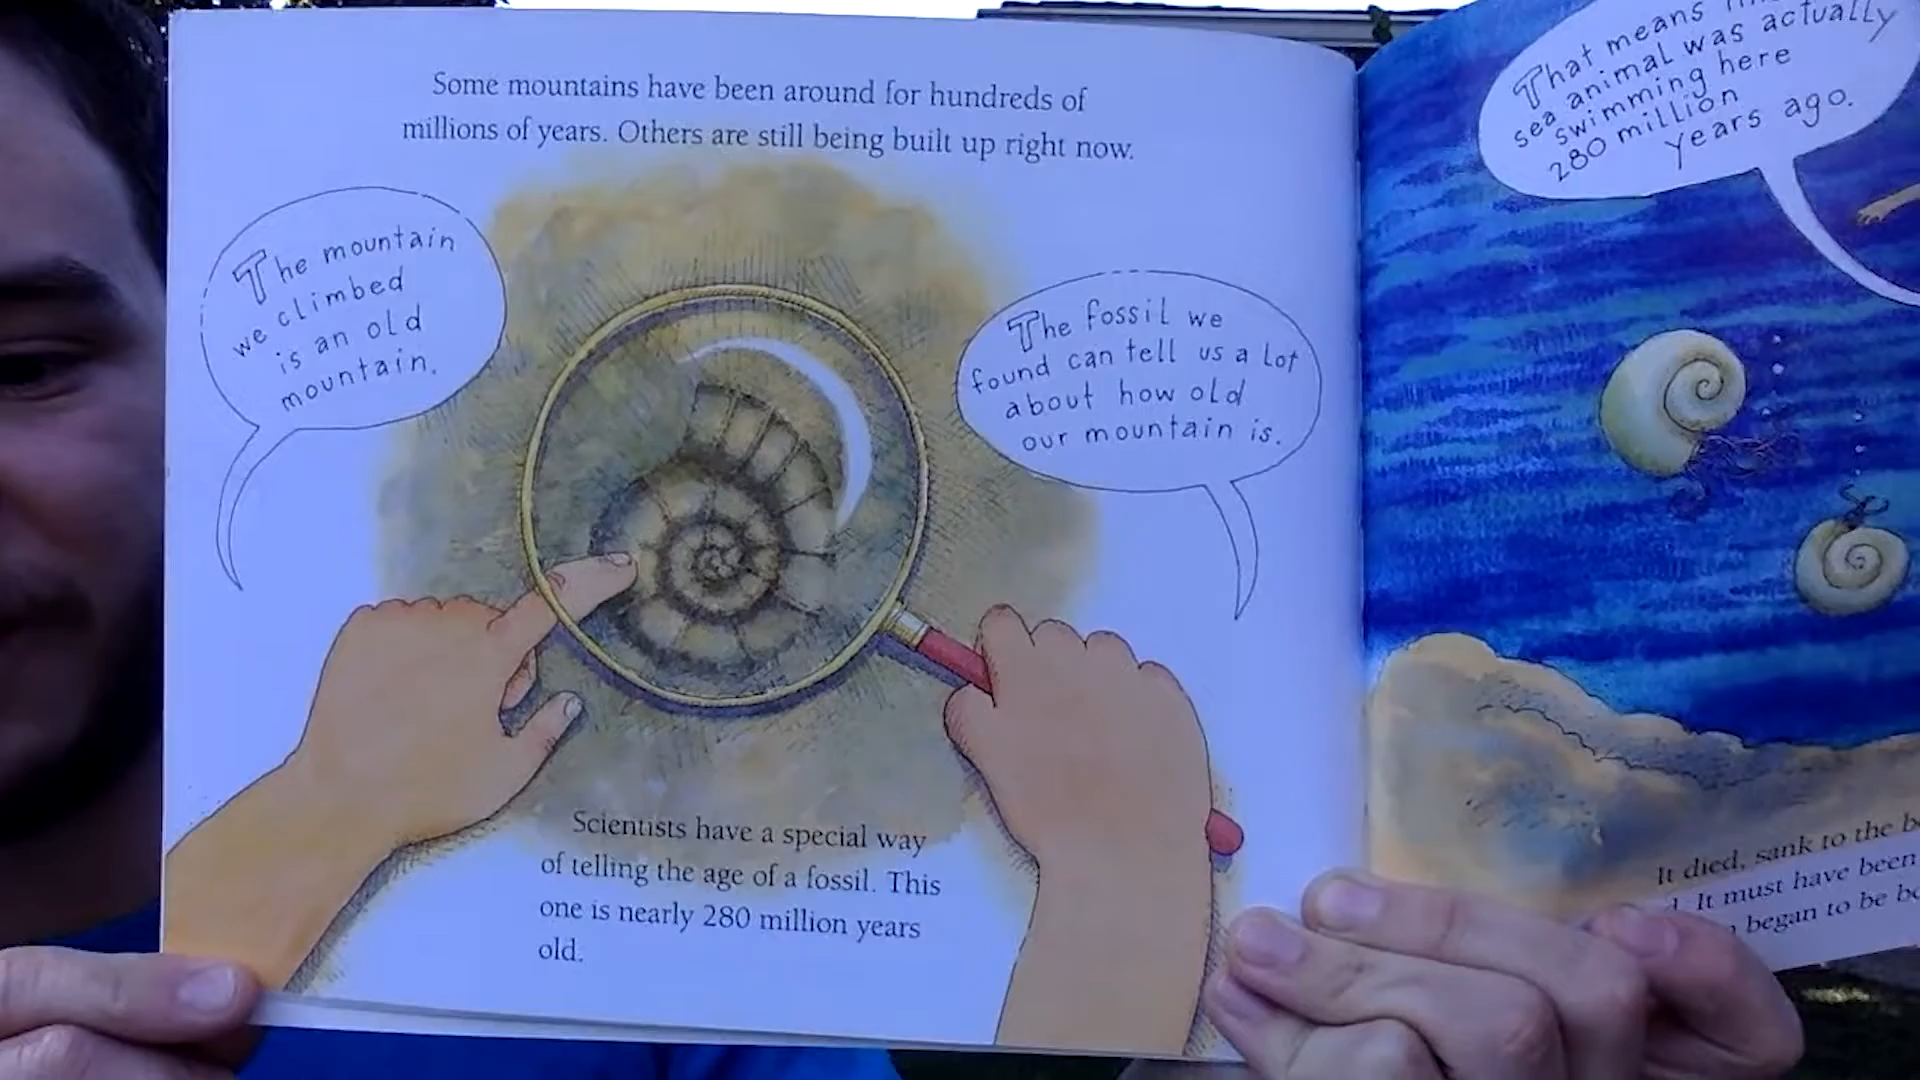 Some mountains have been around for hundreds of
millions of years. Others are still being built up right now.
The mountain
we climbed
is an old
mountain.
The fossil we
found can tell us a lot
about how old
our mountain is.
Scientists have a special way
of telling the age of a fossil. This
one is nearly 280 million years
old.
That means
sea animal was actually
swimming here
280 million
years ago.
It died, sank to the
It must have been
began to be